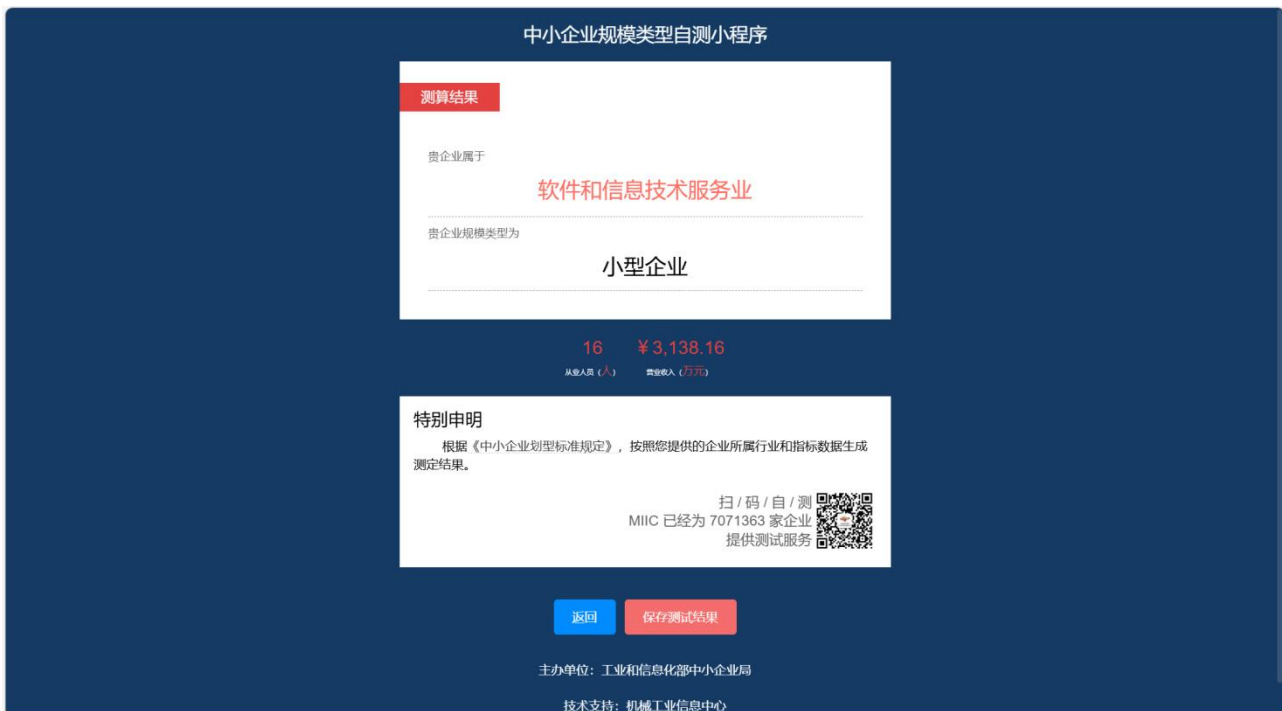 中小企业规模类型自测小程序
测算结果
贵企业属于
软件和信息技术服务业
贵企业规模类型为
小型企业
16 ￥3,138.16
从业人员（人） 营业收入（万元）
特别申明
根据《中小企业划型标准规定》，按照您提供的企业所属行业和指标数据生成
测定结果。
扫 / 码 / 自 / 测
MIIC 已经为 7071363 家企业
提供测试服务
返回 保存测试结果
主办单位：工业和信息化部中小企业局
技术支持：机械工业信息中心